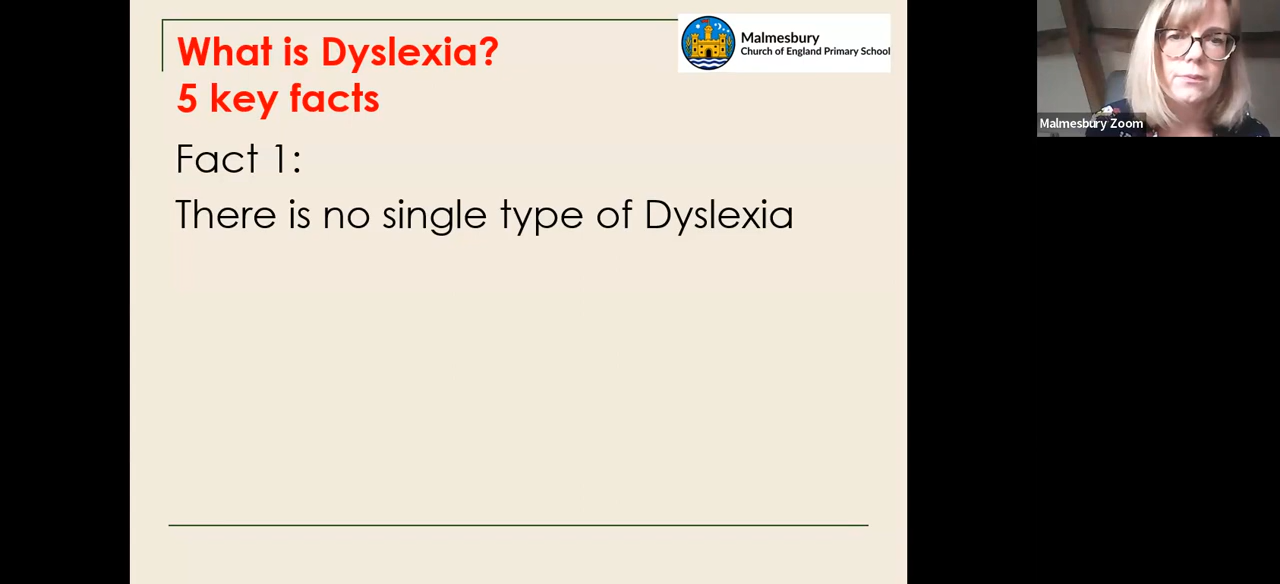 What is Dyslexia?
5 key facts
Malmesbury
Church of England Primary School
Fact 1:
There is no single type of Dyslexia
Malmesbury Zoom